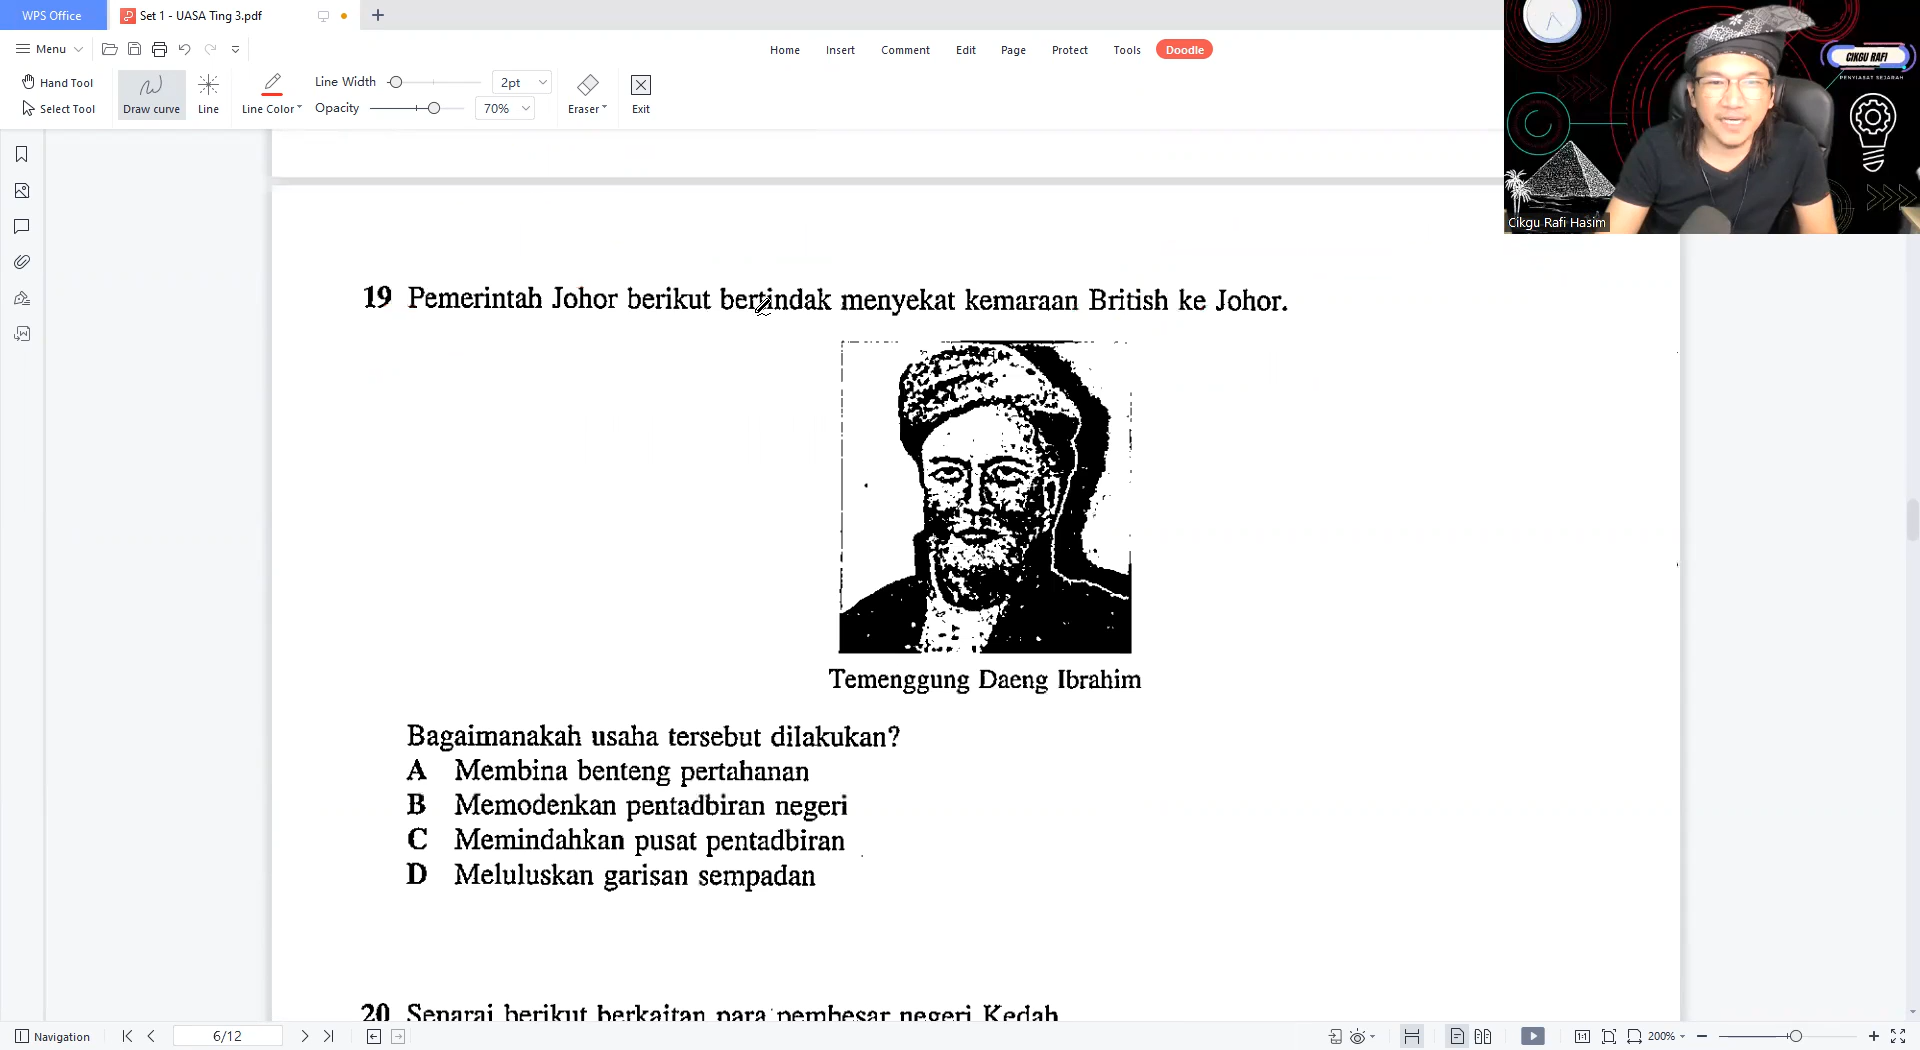 WPS Office
Set 1 - UASA Ting 3.pdf
Menu
Home Insert Comment Edit Page Protect Tools Doodle
CIKGU RAFI
PENYIASAT SEJARAH
Hand Tool
Select Tool
Draw curve
Line
Line Color
Line Width 2pt
Opacity 70%
Eraser
Exit
Cikgu Rafi Hasim
19 Pemerintah Johor berikut bertindak menyekat kemaraan British ke Johor.
Temenggung Daeng Ibrahim
Bagaimanakah usaha tersebut dilakukan?
A Membina benteng pertahanan
B Memodenkan pentadbiran negeri
C Memindahkan pusat pentadbiran
D Meluluskan garisan sempadan
20 Senarai berikut berkaitan para pembesar negeri Kedah
Navigation 6/12 200%